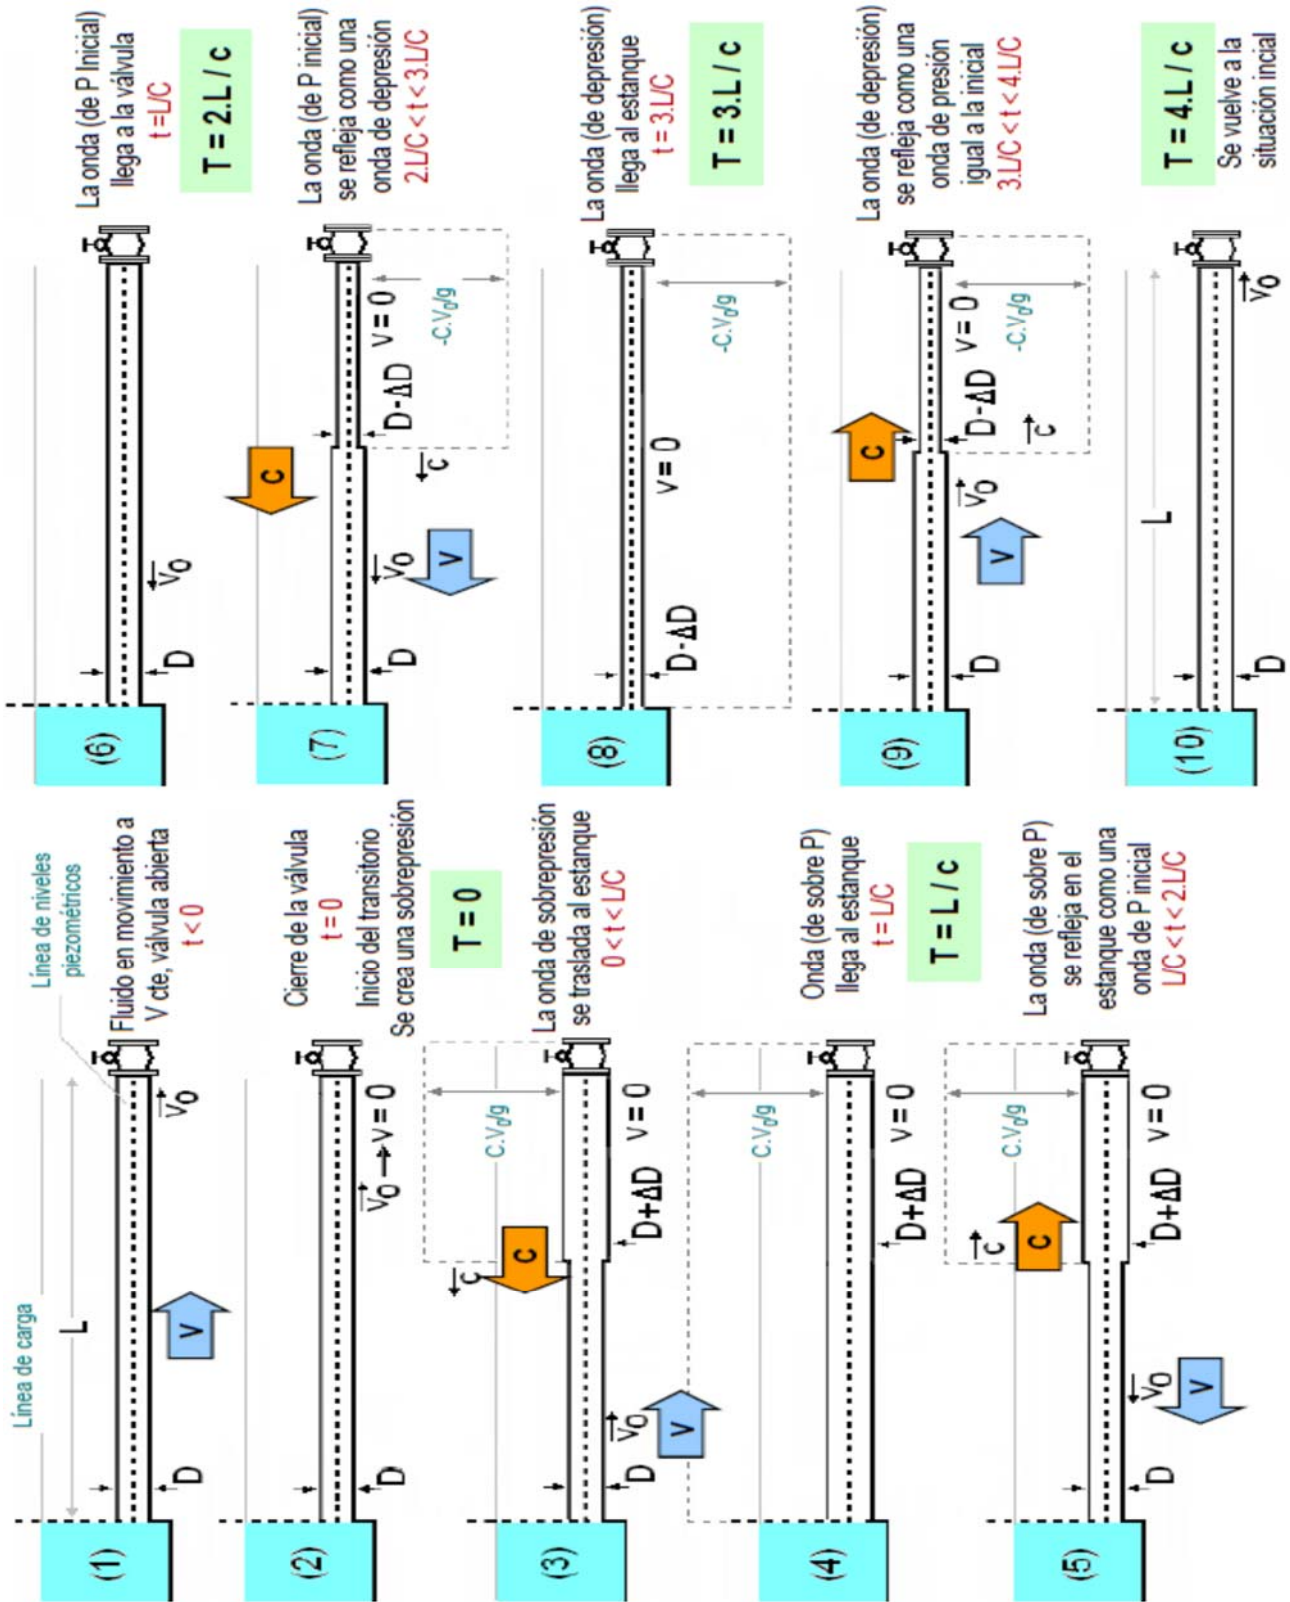 Línea de carga
Línea de niveles
piezométricos
L
(1)
D
V
V0
Fluido en movimiento a
V cte, válvula abierta
t < 0
(2)
D
V0 → v = 0
Cierre de la válvula
t = 0
Inicio del transitorio
Se crea una sobrepresión
T = 0
(3)
D
V0
V
c
C
D+ΔD
v = 0
C.V0/g
La onda de sobrepresión
se traslada al estanque
0 < t < L/C
(4)
D+ΔD
v = 0
C.V0/g
Onda (de sobre P)
llega al estanque
t = L/C
T = L / c
(5)
D
V0
V
c
C
D+ΔD
v = 0
C.V0/g
La onda (de sobre P)
se refleja en el
estanque como una
onda de P inicial
L/C < t < 2.L/C
(6)
D
V0
La onda (de P Inicial)
llega a la válvula
t =L/C
T = 2.L / c
(7)
D
V0
V
c
C
D-ΔD
v = 0
-C.V0/g
La onda (de P inicial)
se refleja como una
onda de depresión
2.L/C < t < 3.L/C
(8)
D-ΔD
v = 0
-C.V0/g
La onda (de depresión)
llega al estanque
t = 3.L/C
T = 3.L / c
(9)
D
V0
V
c
C
D-ΔD
v = 0
-C.V0/g
La onda (de depresión)
se refleja como una
onda de presión
igual a la inicial
3.L/C < t < 4.L/C
(10)
L
D
V0
T = 4.L / c
Se vuelve a la
situación incial